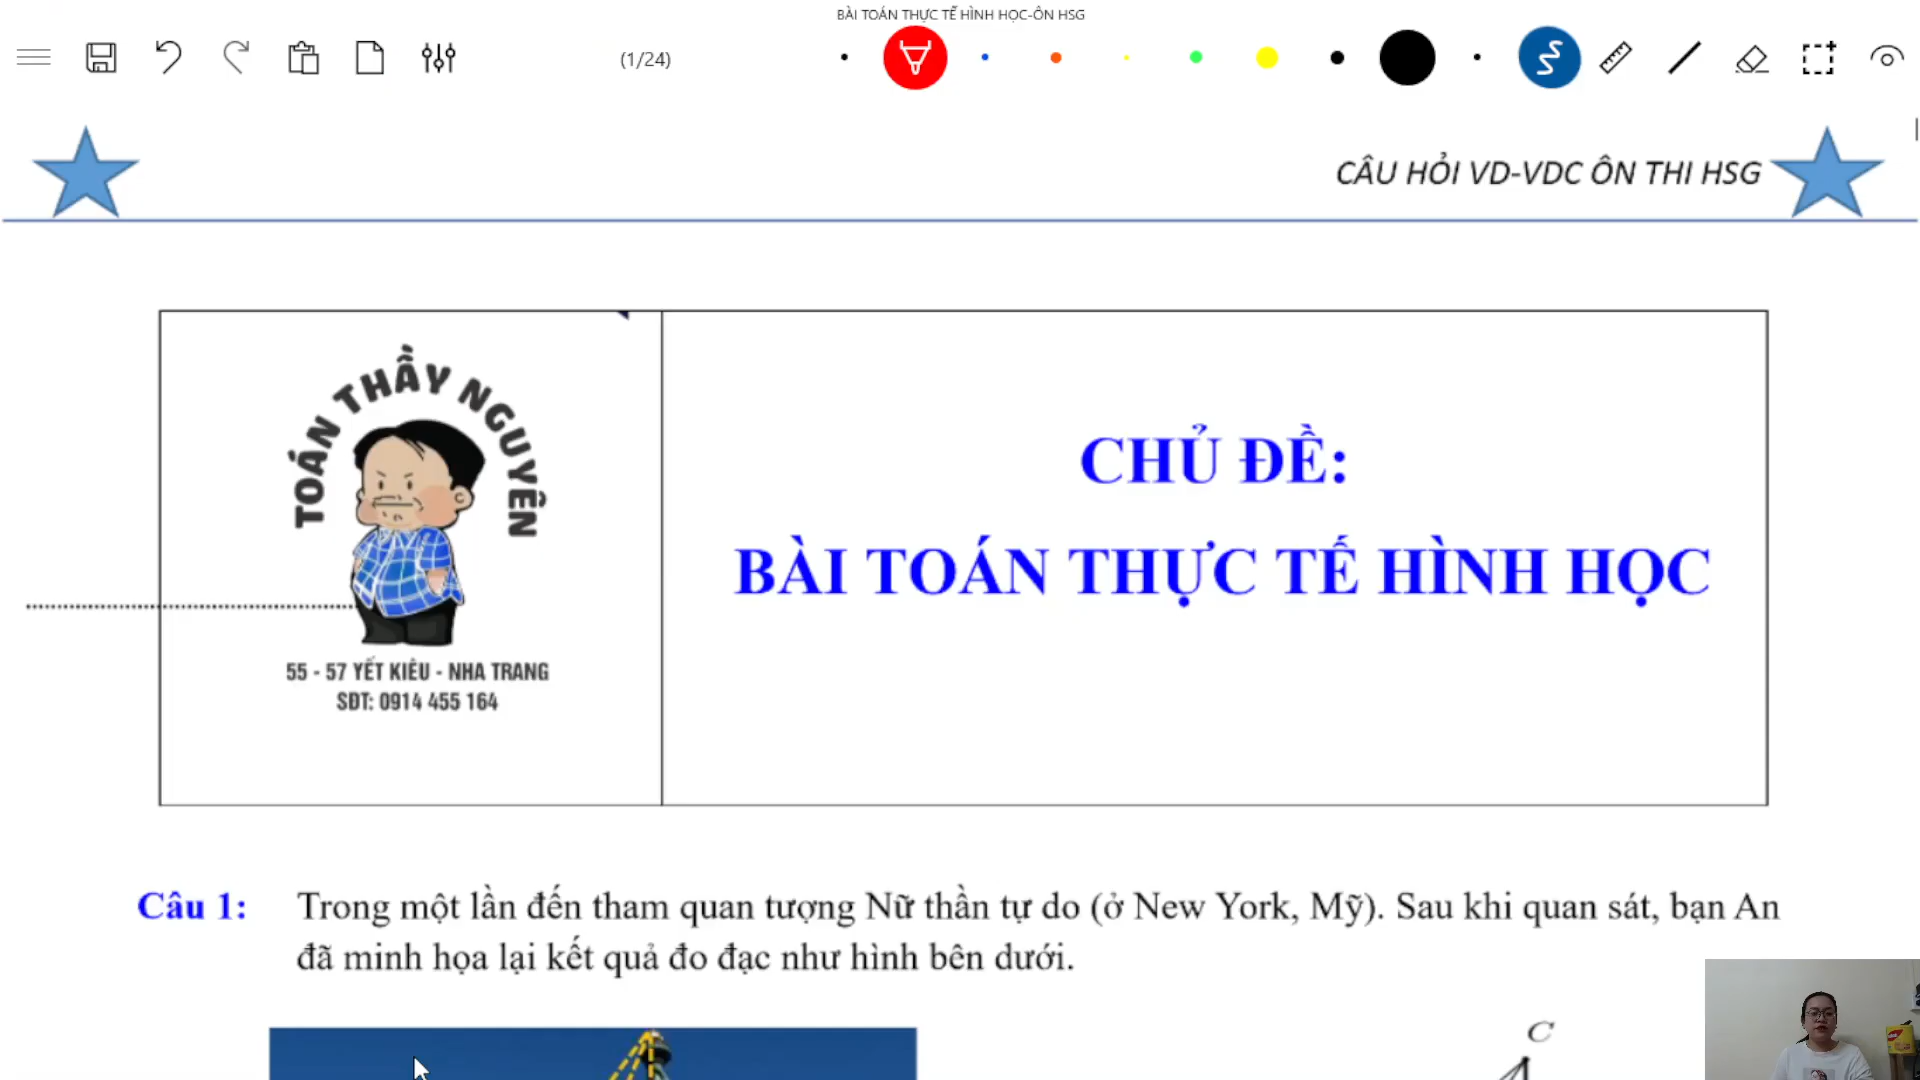 BÀI TOÁN THỰC TẾ HÌNH HỌC-ÔN HSG
(1/24)
CÂU HỎI VD-VDC ÔN THI HSG
TOÁN THẦY NGUYÊN
55 - 57 YẾT KIÊU - NHA TRANG
SĐT: 0914 455 164
CHỦ ĐỀ:
BÀI TOÁN THỰC TẾ HÌNH HỌC
Câu 1: Trong một lần đến tham quan tượng Nữ thần tự do (ở New York, Mỹ). Sau khi quan sát, bạn An
đã minh họa lại kết quả đo đạc như hình bên dưới.
C